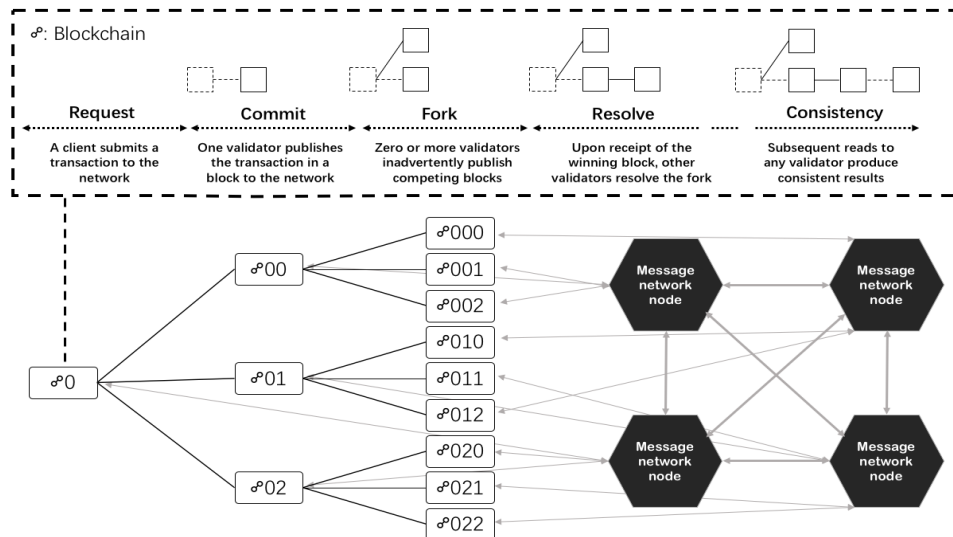 ☍: Blockchain
Request
Commit
Fork
Resolve
Consistency
A client submits a
transaction to the
network
One validator publishes
the transaction in a
block to the network
Zero or more validators
inadvertently publish
competing blocks
Upon receipt of the
winning block, other
validators resolve the fork
Subsequent reads to
any validator produce
consistent results
☍000
☍00
☍001
☍002
☍010
☍0
☍01
☍011
☍012
☍020
☍02
☍021
☍022
Message
network
node
Message
network
node
Message
network
node
Message
network
node